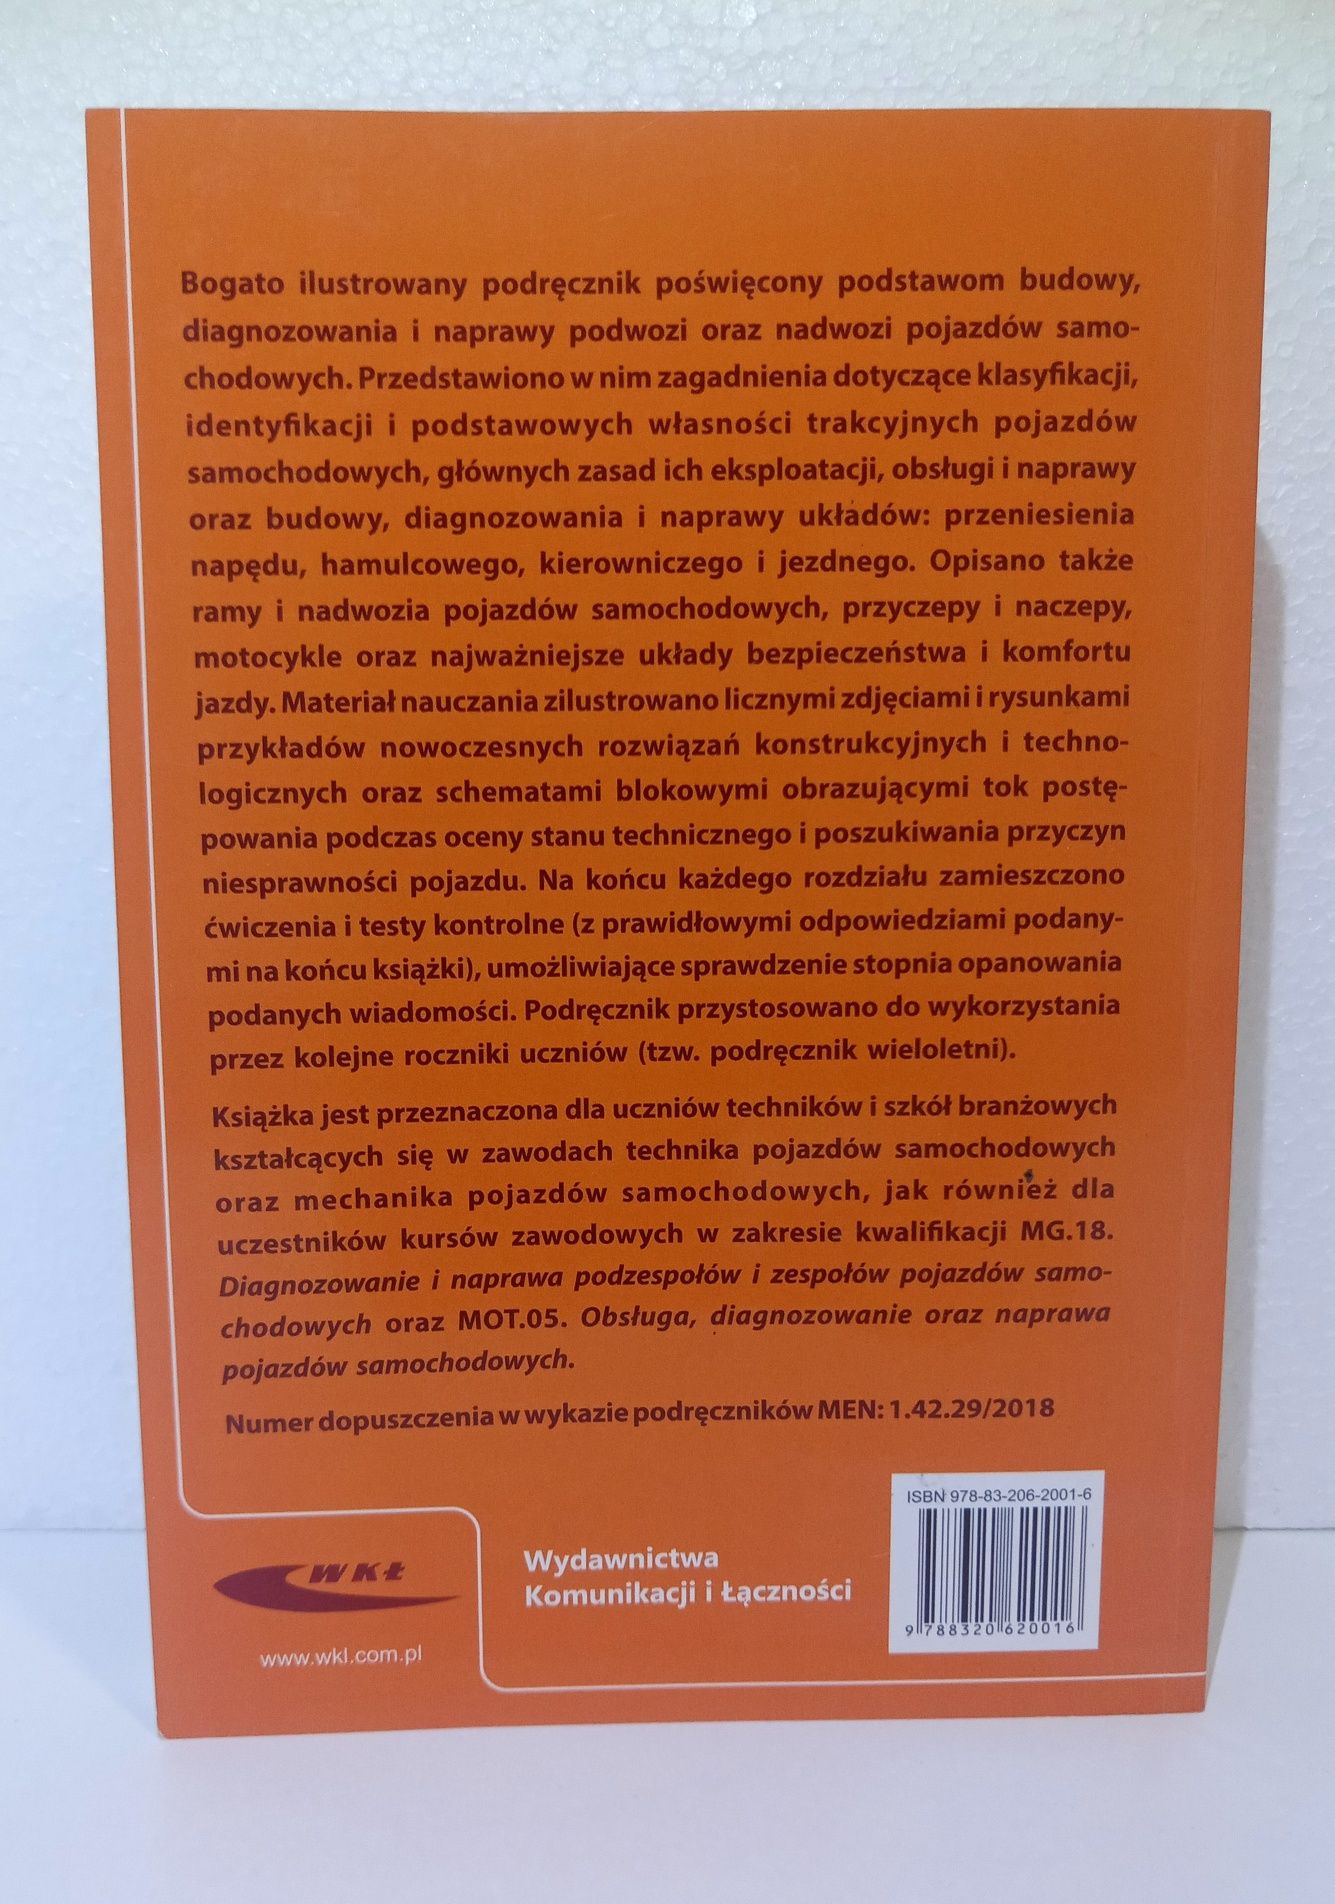 Bogato ilustrowany podręcznik poświęcony podstawom budowy,
diagnozowania i naprawy podwozi oraz nadwozi pojazdów samo-
chodowych. Przedstawiono w nim zagadnienia dotyczące klasyfikacji,
identyfikacji i podstawowych własności trakcyjnych pojazdów
samochodowych, głównych zasad ich eksploatacji, obsługi i naprawy
oraz budowy, diagnozowania i naprawy układów: przeniesienia
napędu, hamulcowego, kierowniczego i jezdnego. Opisano także
ramy i nadwozia pojazdów samochodowych, przyczepy i naczepy,
motocykle oraz najważniejsze układy bezpieczeństwa i komfortu
jazdy. Materiał nauczania zilustrowano licznymi zdjęciami i rysunkami
przykładów nowoczesnych rozwiązań konstrukcyjnych i techno-
logicznych oraz schematami blokowymi obrazującymi tok postę-
powania podczas oceny stanu technicznego i poszukiwania przyczyn
niesprawności pojazdu. Na końcu każdego rozdziału zamieszczono
ćwiczenia i testy kontrolne (z prawidłowymi odpowiedziami podany-
mi na końcu książki), umożliwiające sprawdzenie stopnia opanowania
podanych wiadomości. Podręcznik przystosowano do wykorzystania
przez kolejne roczniki uczniów (tzw. podręcznik wieloletni).
Książka jest przeznaczona dla uczniów techników i szkół branżowych
kształcących się w zawodach technika pojazdów samochodowych
oraz mechanika pojazdów samochodowych, jak również dla
uczestników kursów zawodowych w zakresie kwalifikacji MG.18.
Diagnozowanie i naprawa podzespołów i zespołów pojazdów samo-
chodowych oraz MOT.05. Obsługa, diagnozowanie oraz naprawa
pojazdów samochodowych.
Numer dopuszczenia w wykazie podręczników MEN: 1.42.29/2018
ISBN 978-83-206-2001-6
9 788320 620016
WKŁ
www.wkl.com.pl
Wydawnictwa
Komunikacji i Łączności